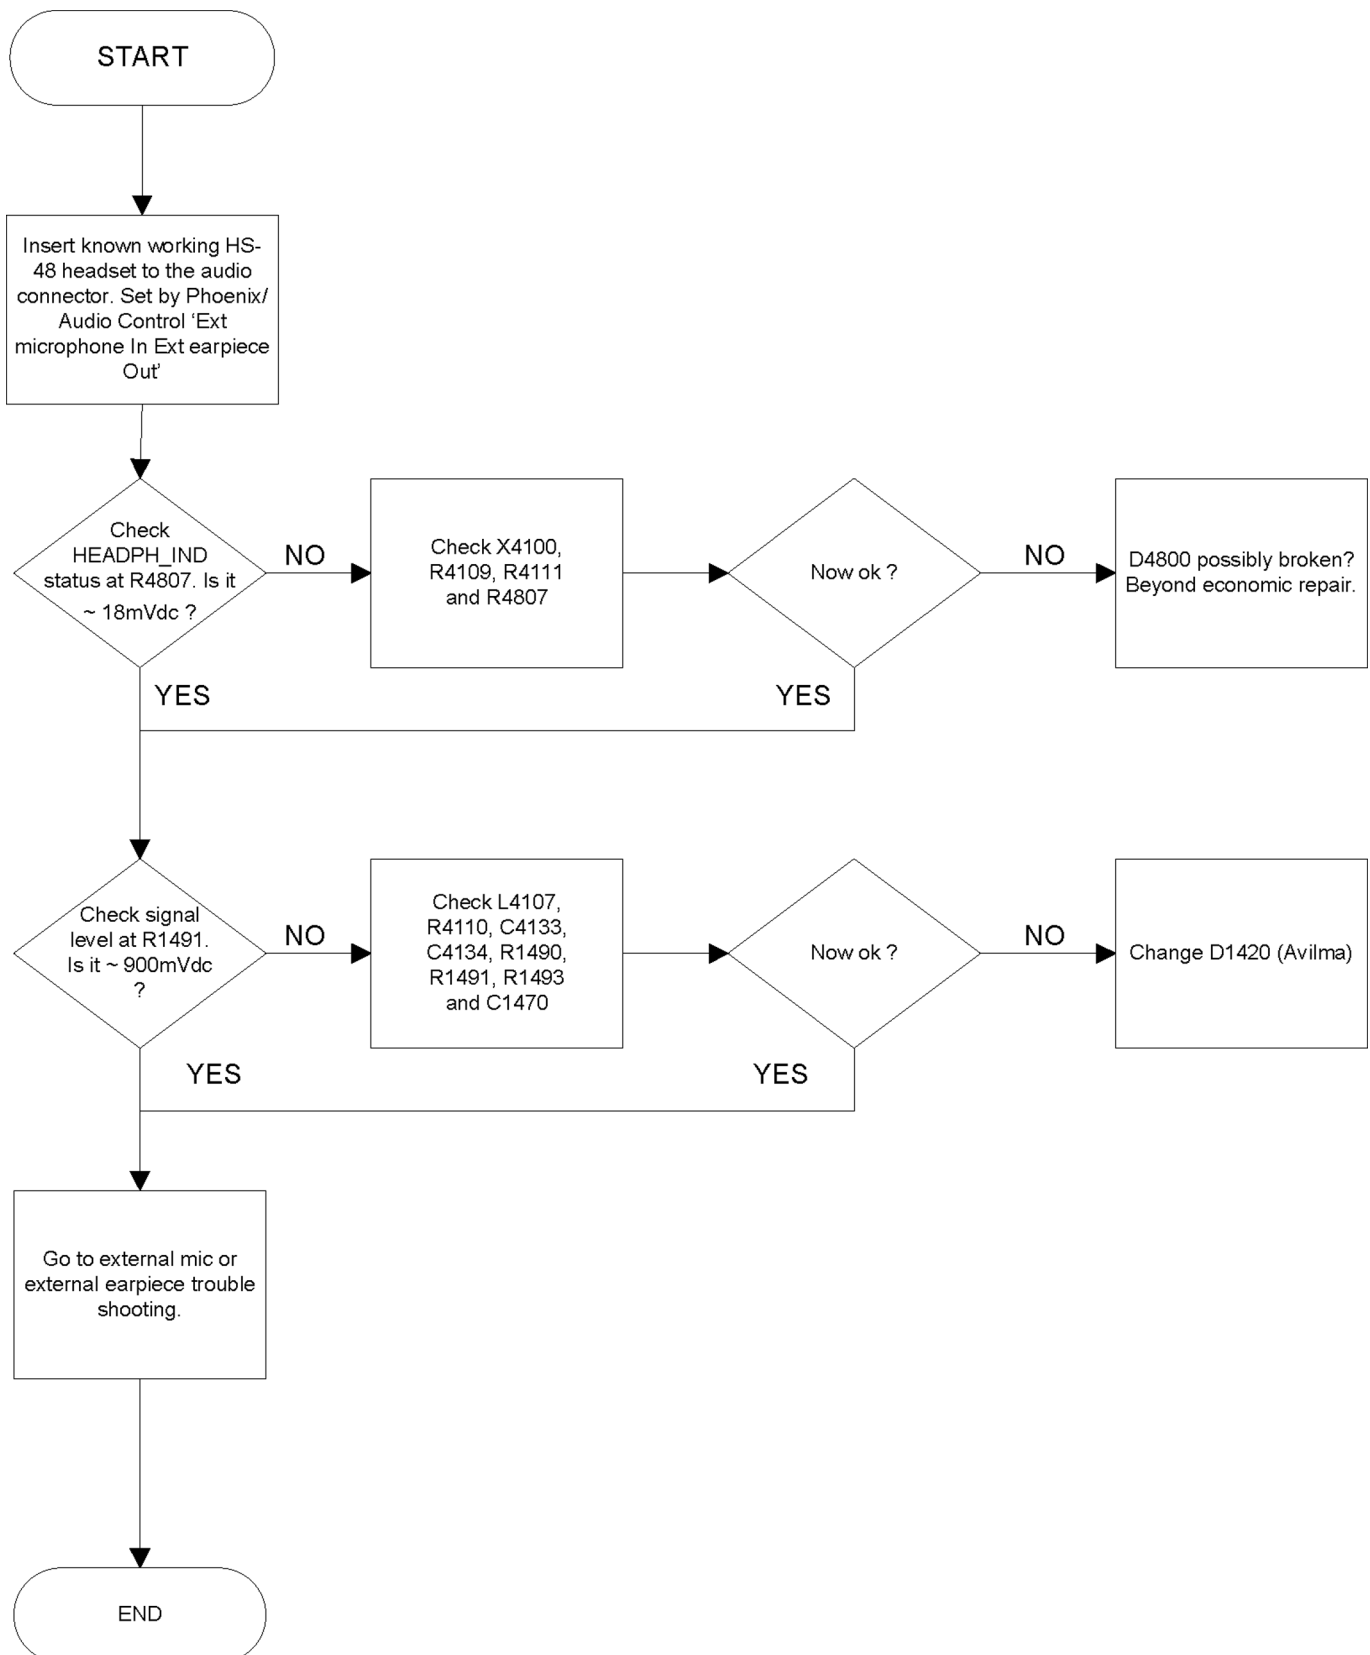 START
Insert known working HS-
48 headset to the audio
connector. Set by Phoenix/
Audio Control ‘Ext
microphone In Ext earpiece
Out’
Check
HEADPH_IND
status at R4807. Is it
~ 18mVdc ?
NO
Check X4100,
R4109, R4111
and R4807
Now ok ?
NO
D4800 possibly broken?
Beyond economic repair.
YES
YES
Check signal
level at R1491.
Is it ~ 900mVdc
?
NO
Check L4107,
R4110, C4133,
C4134, R1490,
R1491, R1493
and C1470
Now ok ?
NO
Change D1420 (Avilma)
YES
YES
Go to external mic or
external earpiece trouble
shooting.
END